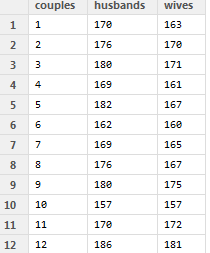 couples husbands wives
1 1 170 163
2 2 176 170
3 3 180 171
4 4 169 161
5 5 182 167
6 6 162 160
7 7 169 165
8 8 176 167
9 9 180 175
10 10 157 157
11 11 170 172
12 12 186 181